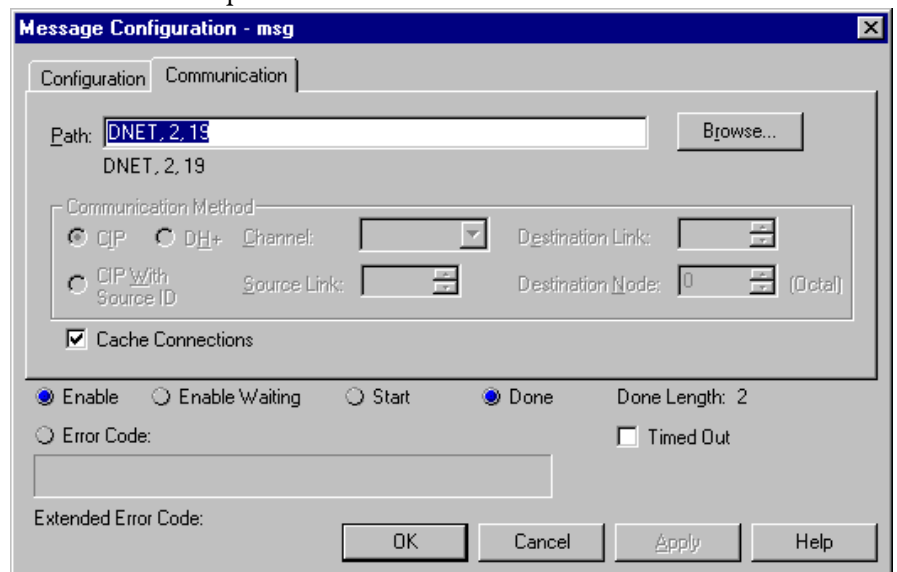 Message Configuration - msg
Configuration Communication
Path: DNET, 2, 19 Browse...
DNET, 2, 19
Communication Method
CIP DH+ Channel: Destination Link:
CIP With Source ID Source Link: Destination Node: 0 (Octal)
Cache Connections
Enable Enable Waiting Start Done Done Length: 2
Error Code: Timed Out
Extended Error Code:
OK Cancel Apply Help